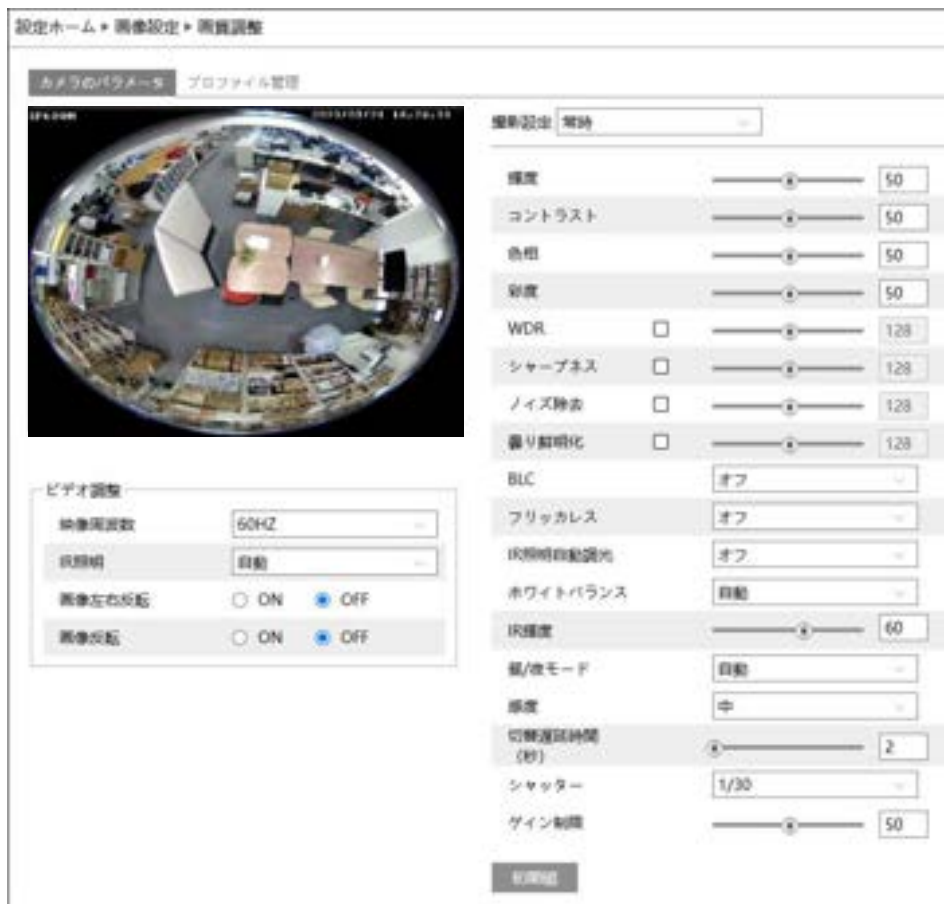 設定ホーム ▸ 画像設定 ▸ 画質調整
カメラのパラメータ プロファイル管理
撮影設定 常時
輝度 50
コントラスト 50
色相 50
彩度 50
WDR 128
シャープネス 128
ノイズ除去 128
曇り鮮明化 128
BLC オフ
フリッカレス オフ
IR照明自動調光 オフ
ホワイトバランス 自動
IR輝度 60
昼/夜モード 自動
感度 中
切替遅延時間
(秒) 2
シャッター 1/30
ゲイン制限 50
初期値
ビデオ調整
映像周波数 60HZ
IR照明 自動
画像左右反転 ON OFF
画像反転 ON OFF